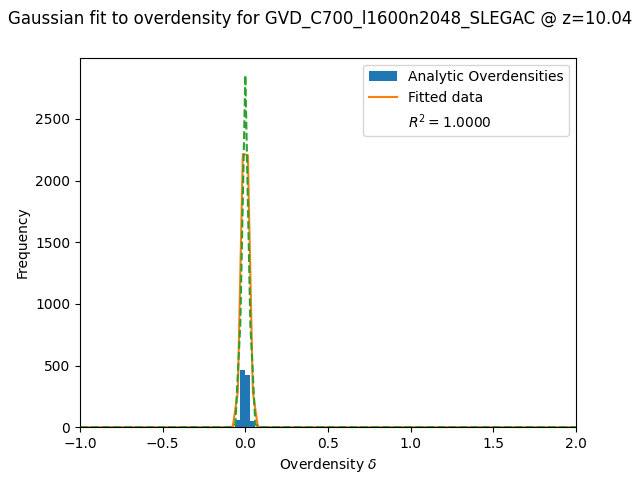 Gaussian fit to overdensity for GVD_C700_l1600n2048_SLEGAC @ z=10.04
Analytic Overdensities
Fitted data
R² = 1.0000
Frequency
2500
2000
1500
1000
500
0
−1.0 −0.5 0.0 0.5 1.0 1.5 2.0
Overdensity δ